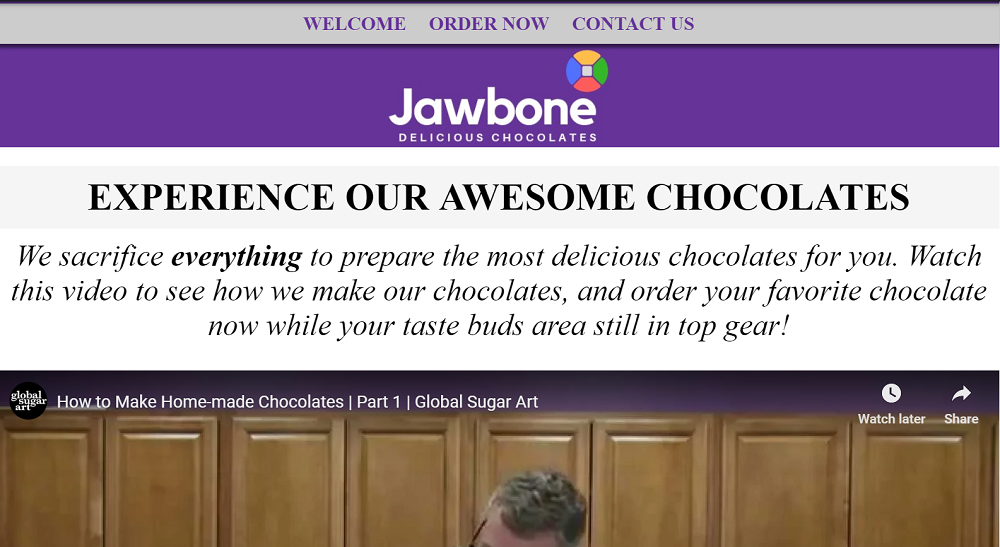 WELCOME ORDER NOW CONTACT US
Jawbone
DELICIOUS CHOCOLATES
EXPERIENCE OUR AWESOME CHOCOLATES
We sacrifice everything to prepare the most delicious chocolates for you. Watch
this video to see how we make our chocolates, and order your favorite chocolate
now while your taste buds area still in top gear!
global
sugar
art
How to Make Home-made Chocolates | Part 1 | Global Sugar Art
Watch later Share